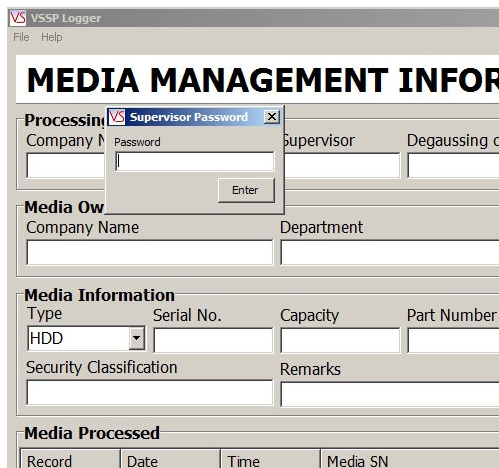 VS VSSP Logger
File Help
MEDIA MANAGEMENT INFOR
Processing
VS Supervisor Password
Company N Supervisor Degaussing
Password
Enter
Media Ow
Company Name Department
Media Information
Type Serial No. Capacity Part Number
HDD
Security Classification Remarks
Media Processed
Record Date Time Media SN